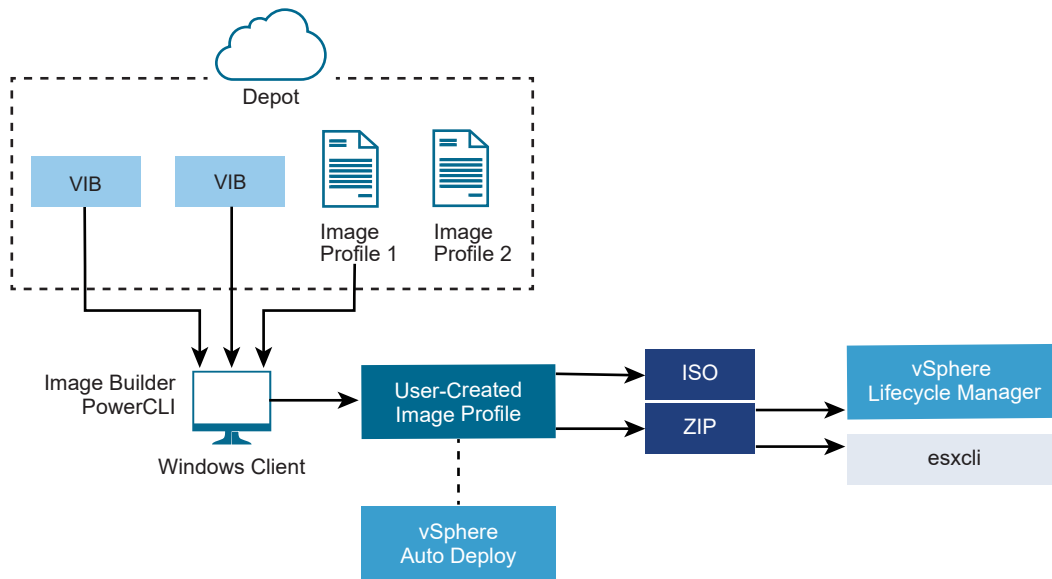 Depot
VIB
VIB
Image
Profile 1
Image
Profile 2
Image Builder
PowerCLI
Windows Client
User-Created
Image Profile
ISO
ZIP
vSphere
Lifecycle Manager
esxcli
vSphere
Auto Deploy